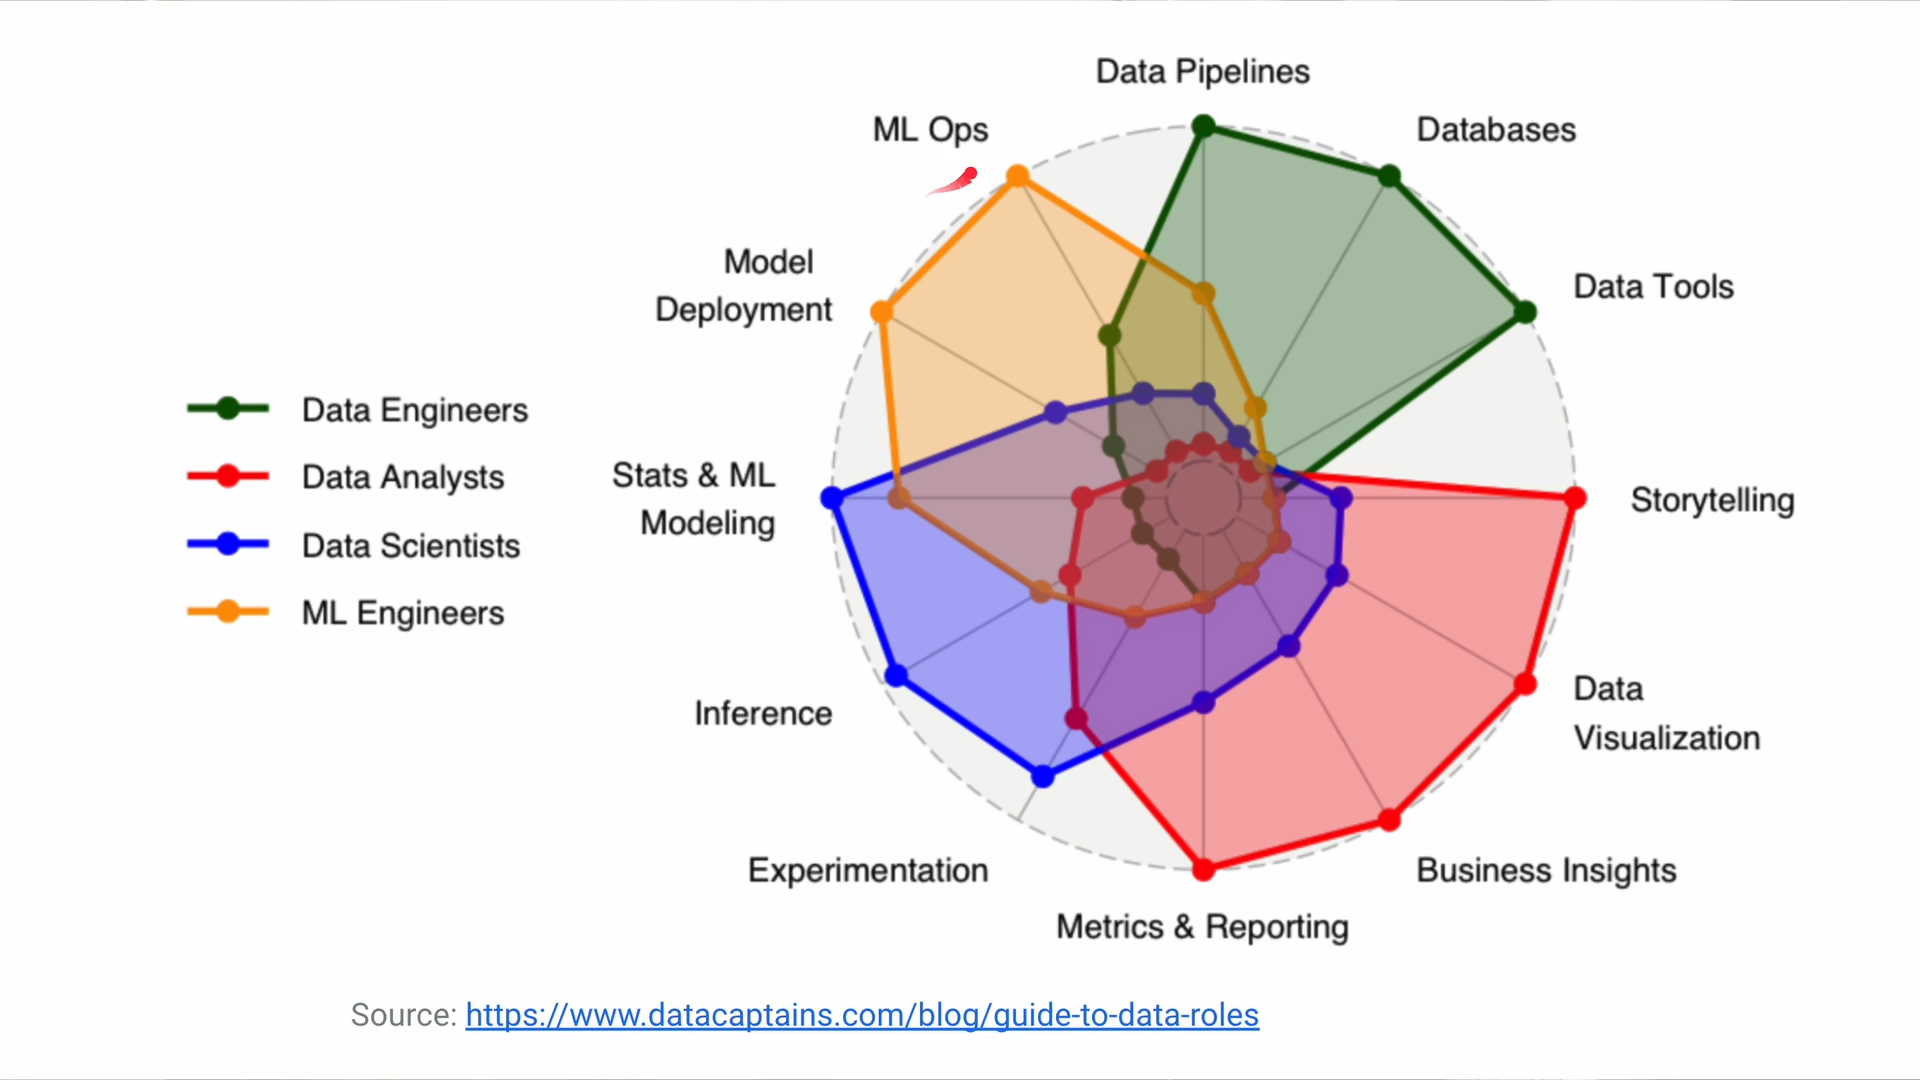 Data Pipelines
ML Ops
Databases
Model
Deployment
Data Tools
Data Engineers
Data Analysts
Data Scientists
ML Engineers
Stats & ML
Modeling
Storytelling
Inference
Data
Visualization
Experimentation
Business Insights
Metrics & Reporting
Source: https://www.datacaptains.com/blog/guide-to-data-roles